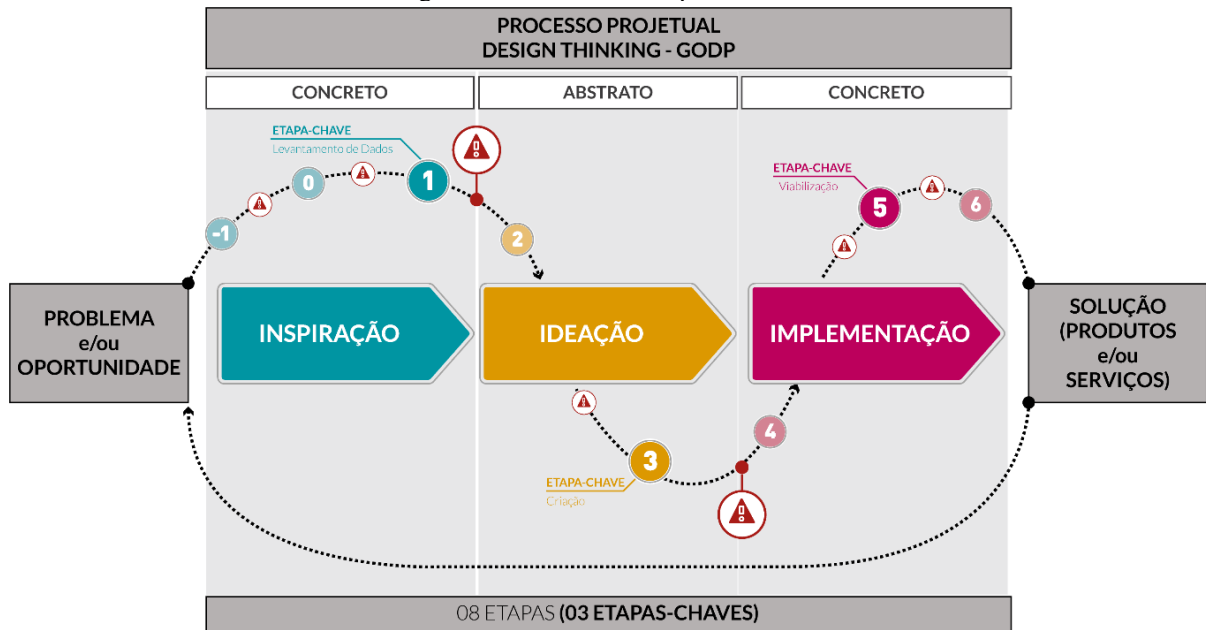 PROCESSO PROJETUAL
DESIGN THINKING - GODP
CONCRETO
ABSTRATO
CONCRETO
ETAPA-CHAVE
Levantamento de Dados
-1
0
1
2
ETAPA-CHAVE
Viabilização
5
6
PROBLEMA
e/ou
OPORTUNIDADE
INSPIRAÇÃO
IDEAÇÃO
IMPLEMENTAÇÃO
SOLUÇÃO
(PRODUTOS
e/ou
SERVIÇOS)
3
4
ETAPA-CHAVE
Criação
08 ETAPAS (03 ETAPAS-CHAVES)